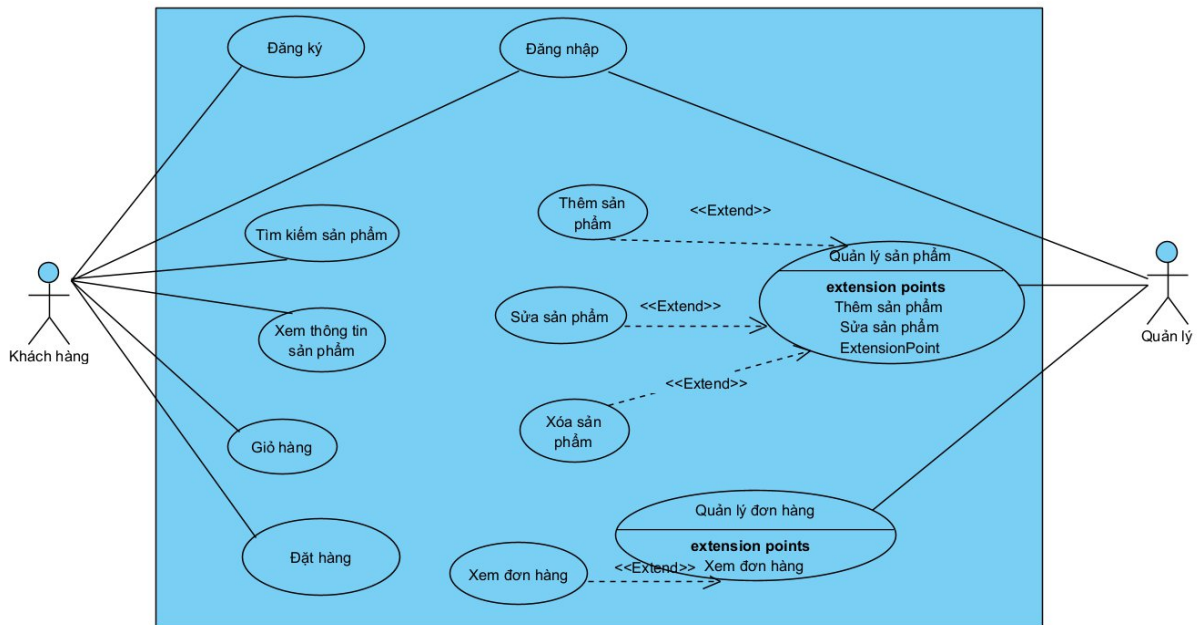 Đăng ký
Đăng nhập
Thêm sản
phẩm
<<Extend>>
Tìm kiếm sản phẩm
Quản lý sản phẩm
extension points
Thêm sản phẩm
Sửa sản phẩm
ExtensionPoint
Sửa sản phẩm
<<Extend>>
Xem thông tin
sản phẩm
Khách hàng
Quản lý
<<Extend>>
Xóa sản
phẩm
Giỏ hàng
Quản lý đơn hàng
extension points
Xem đơn hàng
Đặt hàng
Xem đơn hàng
<<Extend>>